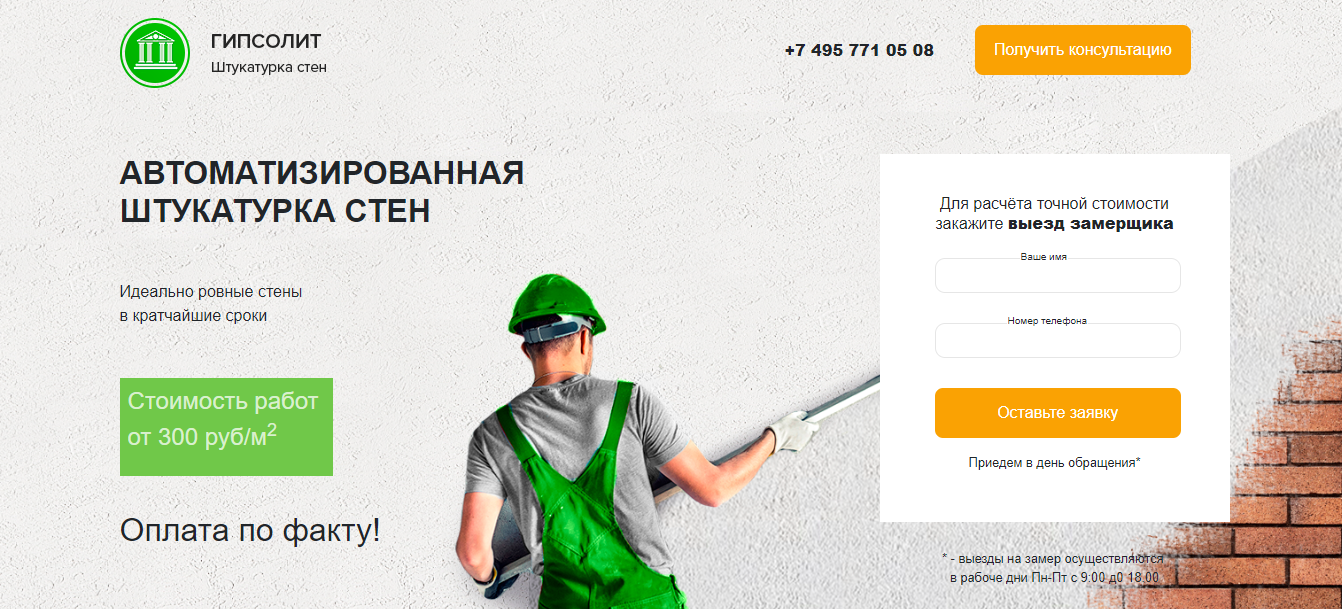 ГИПСОЛИТ
Штукатурка стен
+7 495 771 05 08
Получить консультацию
АВТОМАТИЗИРОВАННАЯ
ШТУКАТУРКА СТЕН
Идеально ровные стены
в кратчайшие сроки
Стоимость работ
от 300 руб/м²
Оплата по факту!
Для расчёта точной стоимости
закажите выезд замерщика
Ваше имя
Номер телефона
Оставьте заявку
Приедем в день обращения*
* - выезды на замер осуществляются
в рабоче дни Пн-Пт с 9:00 д0 18.00